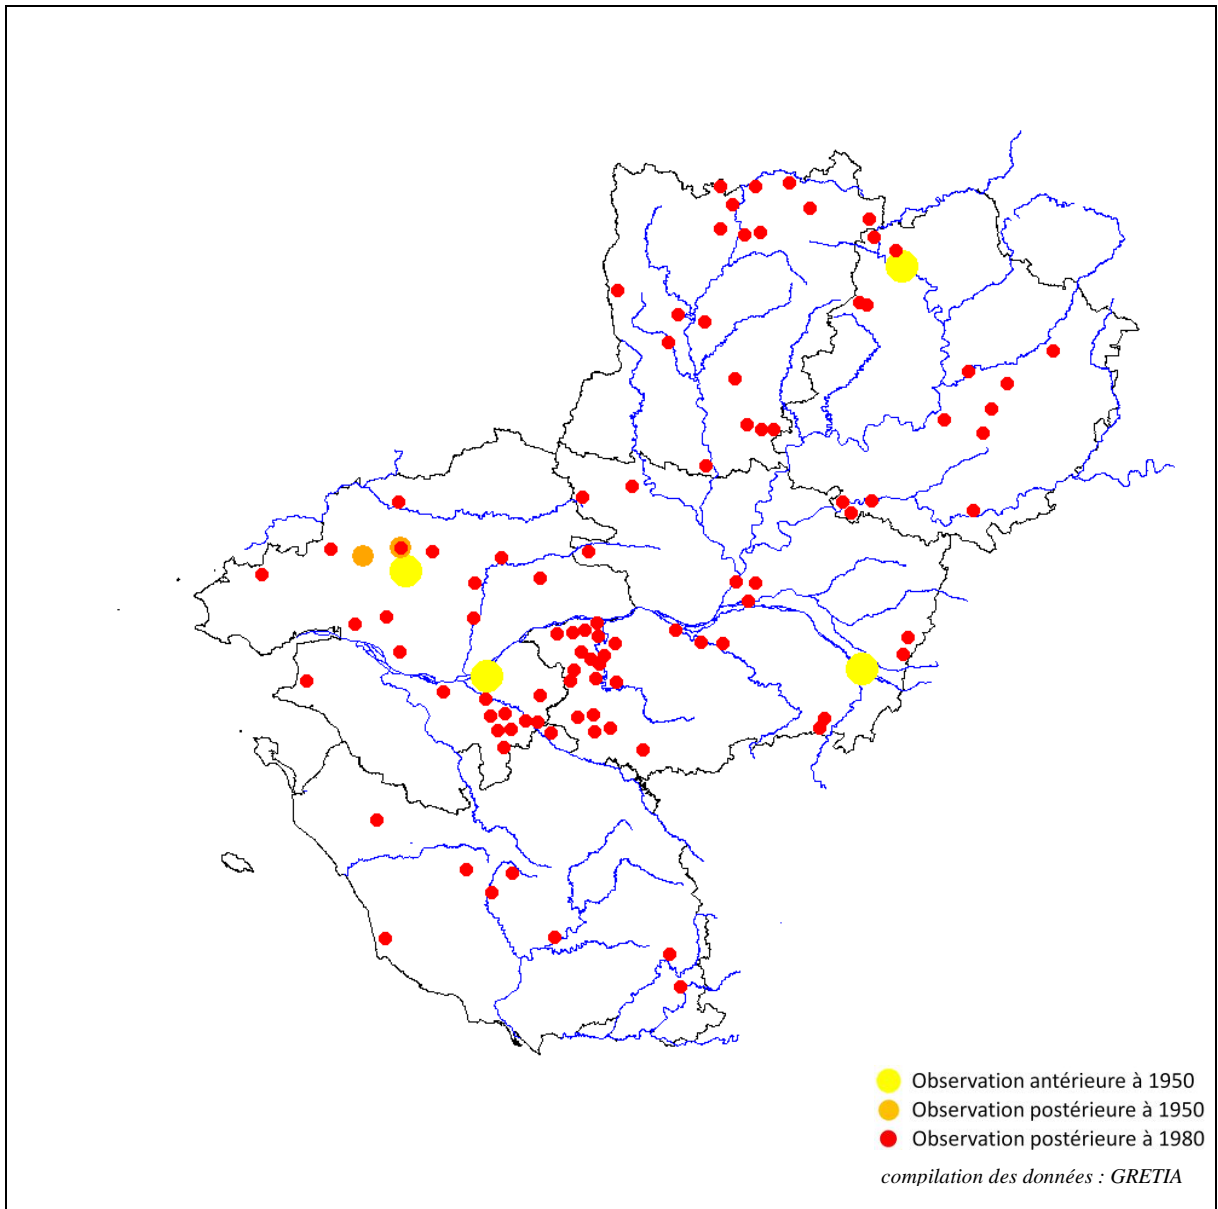 Observation antérieure à 1950
Observation postérieure à 1950
Observation postérieure à 1980
compilation des données : GRETIA